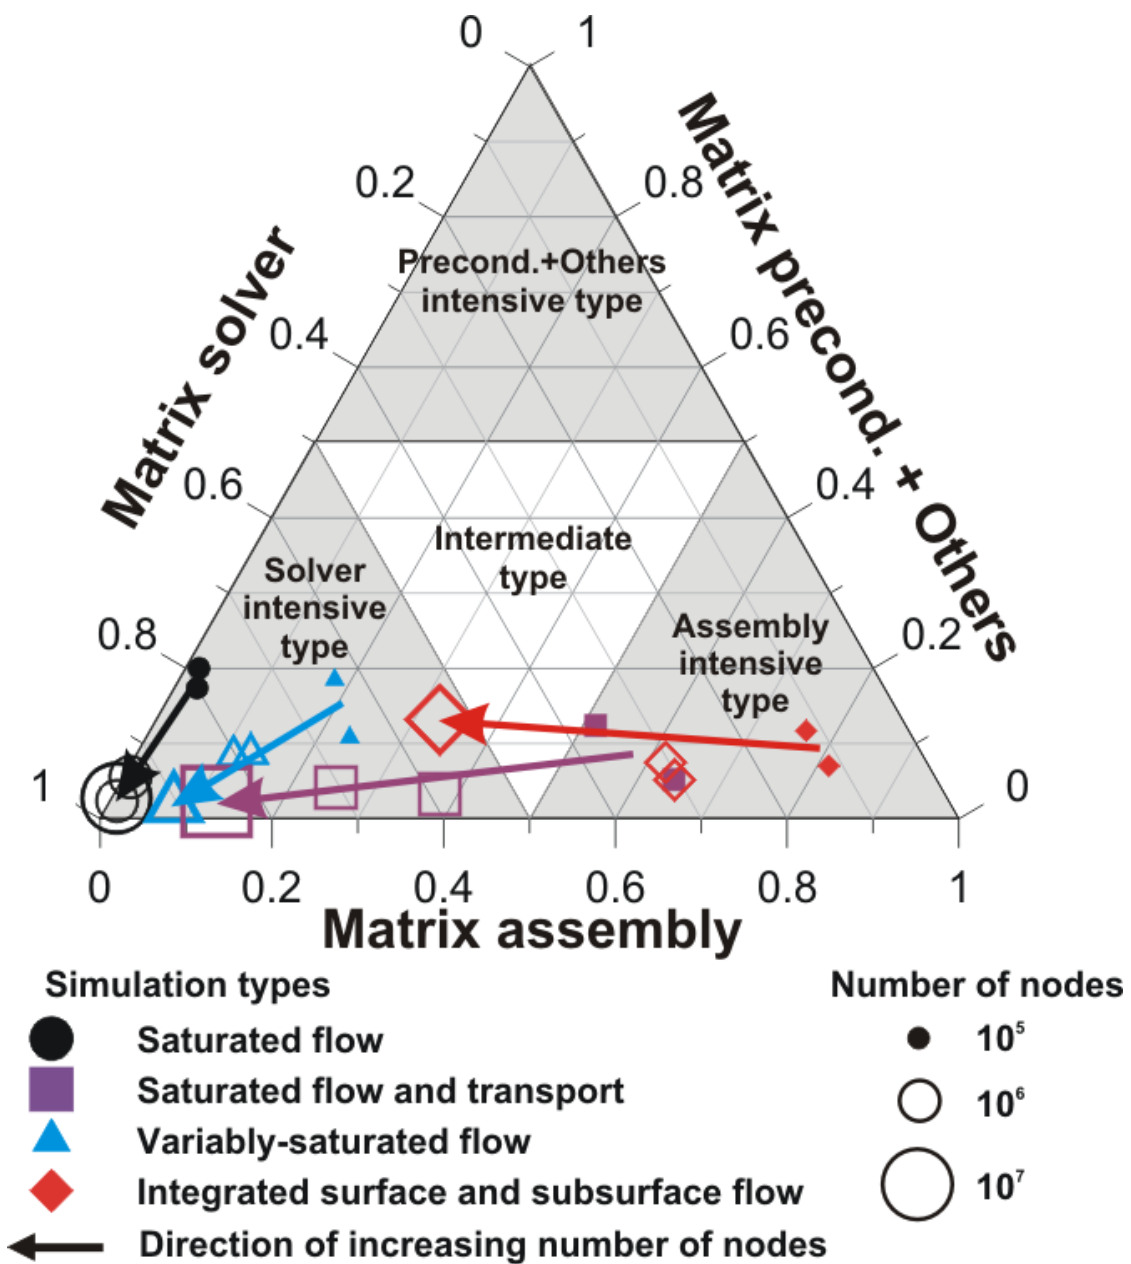 0 1
0.2 0.8
Matrix precond. + Others
Matrix solver
Precond.+Others
intensive type
0.4 0.6
0.6 0.4
Intermediate
type
Solver
intensive
type
Assembly
intensive
type
0.8 0.2
1 0
0 0.2 0.4 0.6 0.8 1
Matrix assembly
Simulation types
Saturated flow
Saturated flow and transport
Variably-saturated flow
Integrated surface and subsurface flow
Direction of increasing number of nodes
Number of nodes
10⁵
10⁶
10⁷